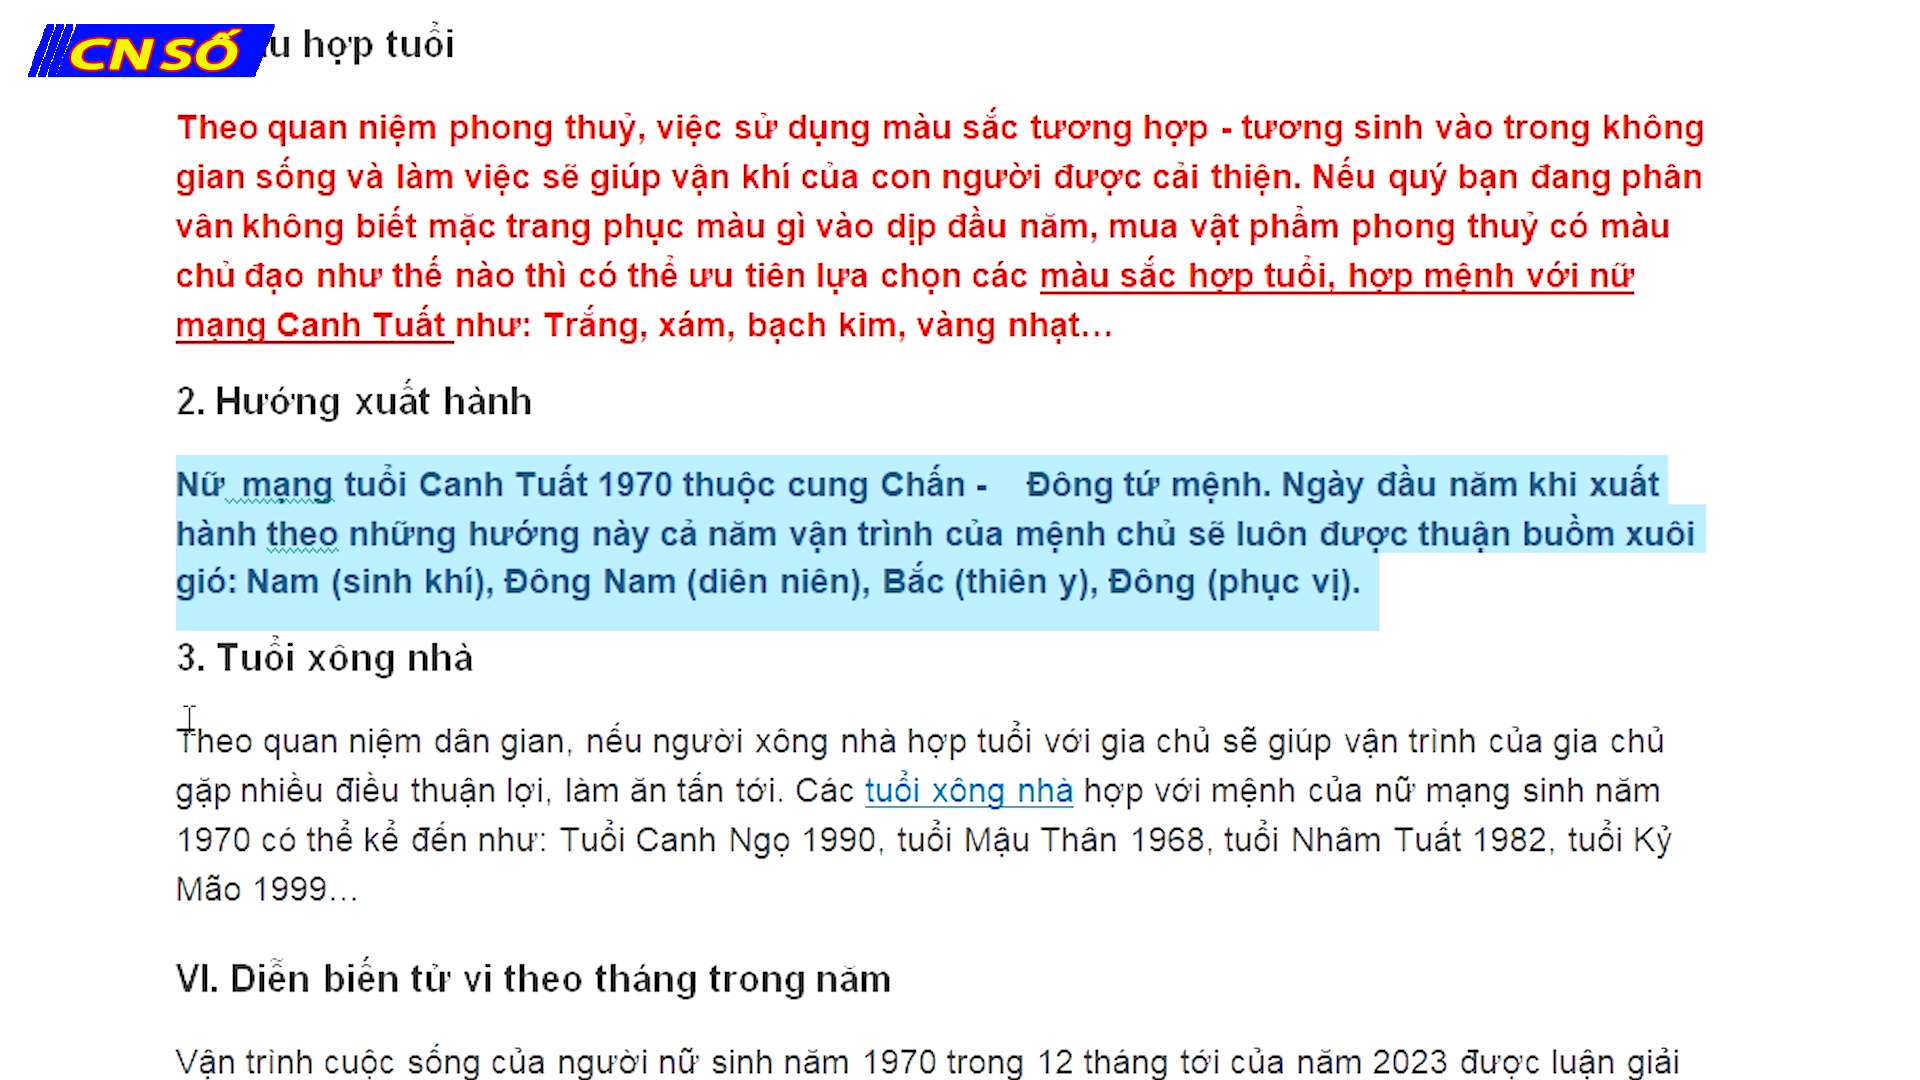 CN SỐ
u hợp tuổi
Theo quan niệm phong thuỷ, việc sử dụng màu sắc tương hợp - tương sinh vào trong không
gian sống và làm việc sẽ giúp vận khí của con người được cải thiện. Nếu quý bạn đang phân
vân không biết mặc trang phục màu gì vào dịp đầu năm, mua vật phẩm phong thuỷ có màu
chủ đạo như thế nào thì có thể ưu tiên lựa chọn các màu sắc hợp tuổi, hợp mệnh với nữ
mạng Canh Tuất như: Trắng, xám, bạch kim, vàng nhạt...
2. Hướng xuất hành
Nữ mạng tuổi Canh Tuất 1970 thuộc cung Chấn - Đông tứ mệnh. Ngày đầu năm khi xuất
hành theo những hướng này cả năm vận trình của mệnh chủ sẽ luôn được thuận buồm xuôi
gió: Nam (sinh khí), Đông Nam (diên niên), Bắc (thiên y), Đông (phục vị).
3. Tuổi xông nhà
Theo quan niệm dân gian, nếu người xông nhà hợp tuổi với gia chủ sẽ giúp vận trình của gia chủ
gặp nhiều điều thuận lợi, làm ăn tấn tới. Các tuổi xông nhà hợp với mệnh của nữ mạng sinh năm
1970 có thể kể đến như: Tuổi Canh Ngọ 1990, tuổi Mậu Thân 1968, tuổi Nhâm Tuất 1982, tuổi Kỷ
Mão 1999...
VI. Diễn biến tử vi theo tháng trong năm
Vận trình cuộc sống của người nữ sinh năm 1970 trong 12 tháng tới của năm 2023 được luận giải